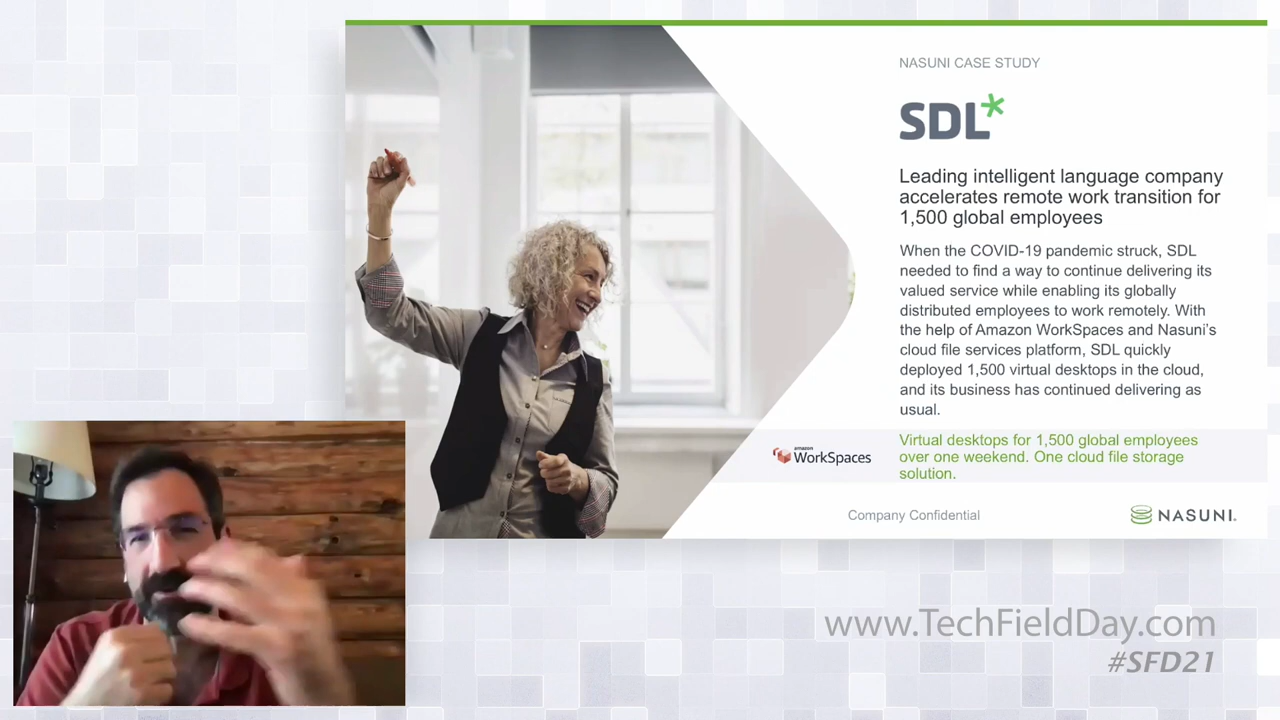 NASUNI CASE STUDY
SDL*
Leading intelligent language company
accelerates remote work transition for
1,500 global employees
When the COVID-19 pandemic struck, SDL
needed to find a way to continue delivering its
valued service while enabling its globally
distributed employees to work remotely. With
the help of Amazon WorkSpaces and Nasuni’s
cloud file services platform, SDL quickly
deployed 1,500 virtual desktops in the cloud,
and its business has continued delivering as
usual.
amazon
WorkSpaces
Virtual desktops for 1,500 global employees
over one weekend. One cloud file storage
solution.
Company Confidential
NASUNI.
www.TechFieldDay.com
#SFD21